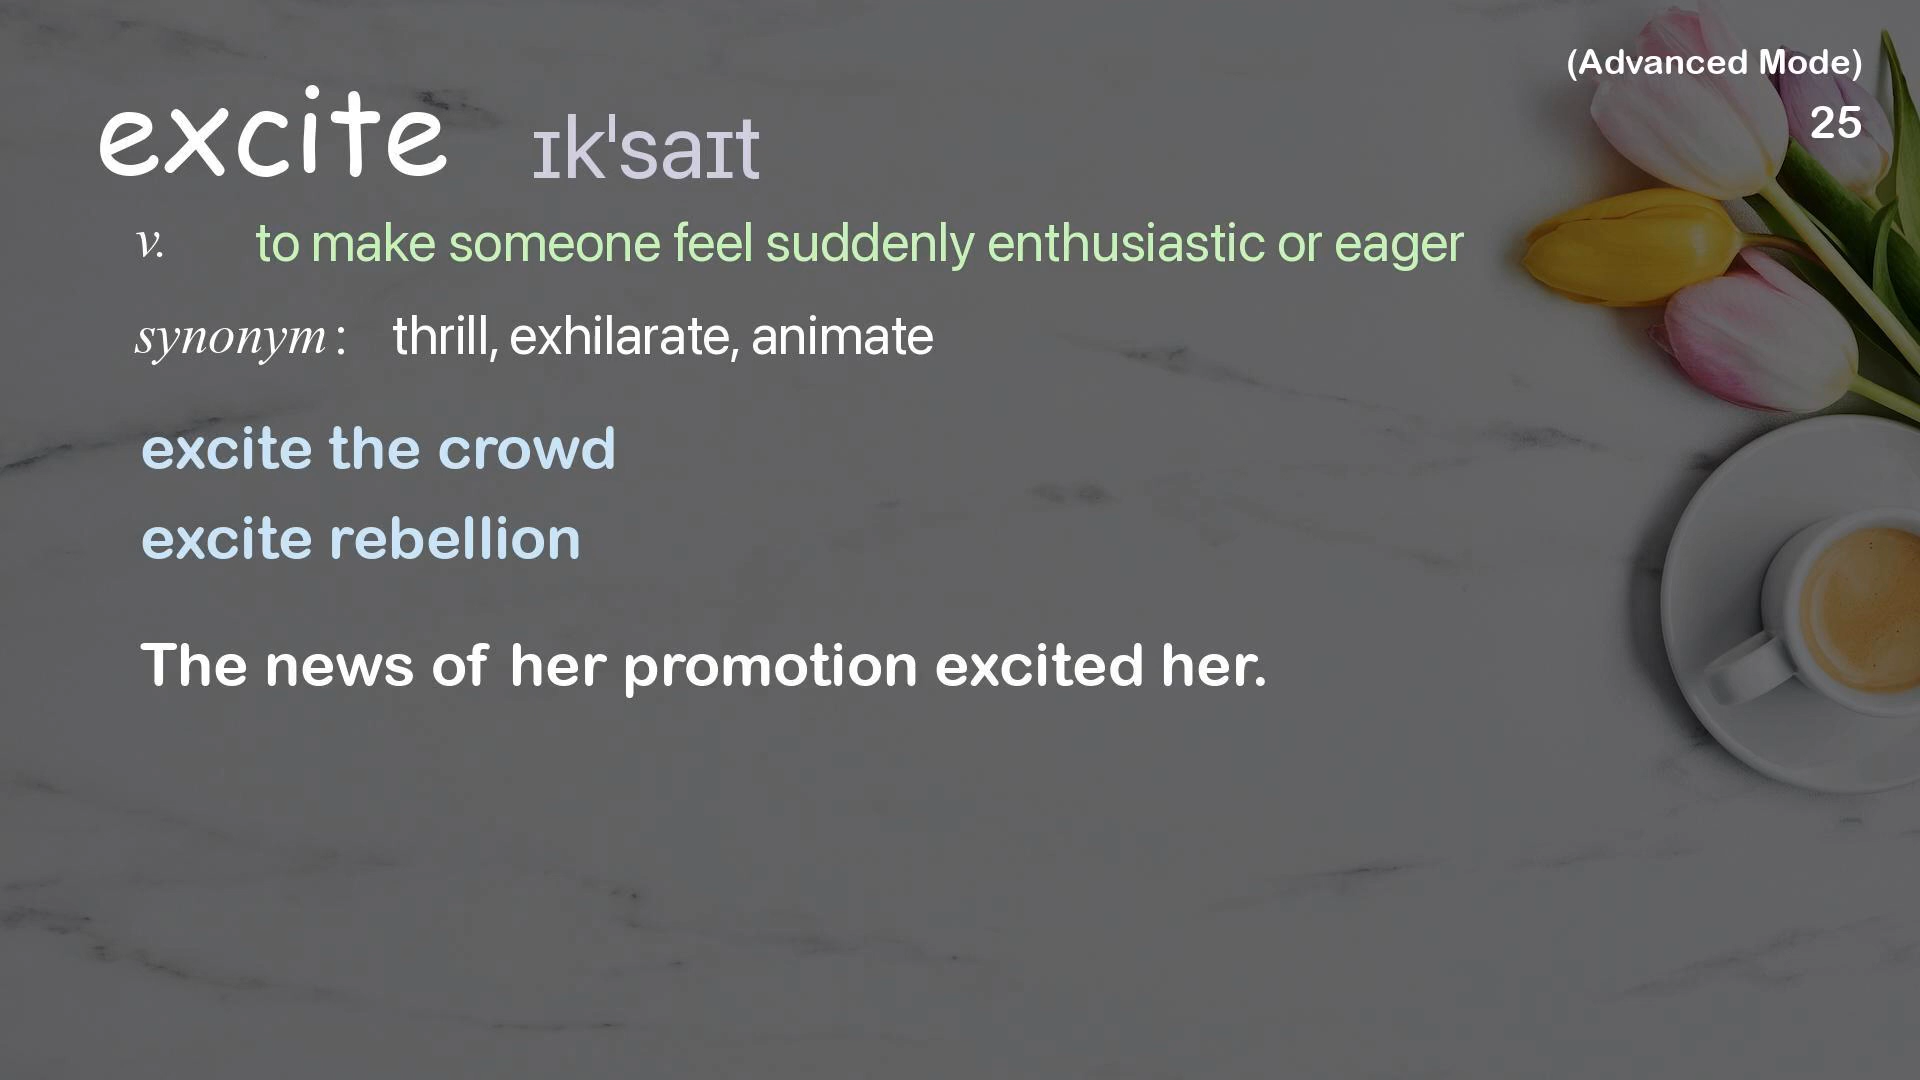 (Advanced Mode)
25
excite ɪkˈsaɪt
v. to make someone feel suddenly enthusiastic or eager
synonym: thrill, exhilarate, animate
excite the crowd
excite rebellion
The news of her promotion excited her.